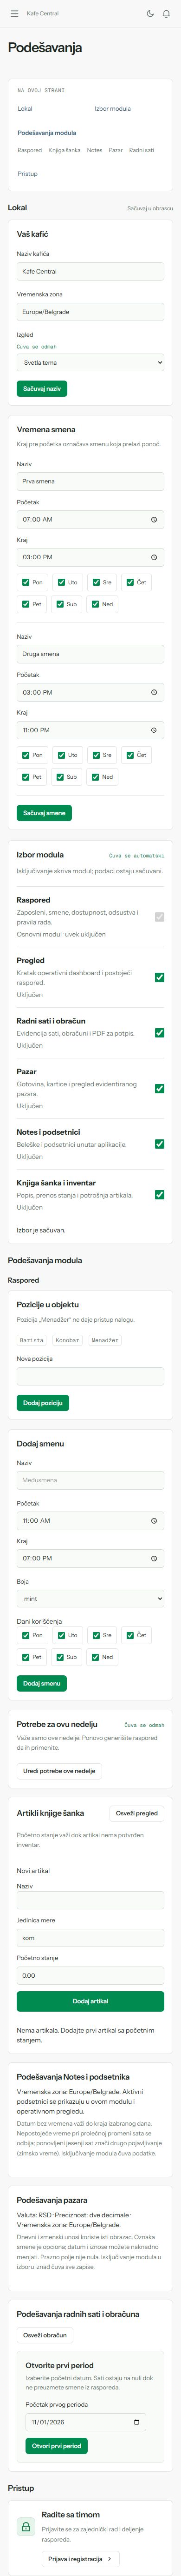 Kafe Central
Podešavanja
NA OVOJ STRANI
Lokal
Izbor modula
Podešavanja modula
Raspored Knjiga šanka Notes Pazar Radni sati
Pristup
Lokal
Sačuvaj u obrascu
Vaš kafić
Naziv kafića
Kafe Central
Vremenska zona
Europe/Belgrade
Izgled
Čuva se odmah
Svetla tema
Sačuvaj naziv
Vremena smena
Kraj pre početka označava smenu koja prelazi ponoć.
Naziv
Prva smena
Početak
07:00 AM
Kraj
03:00 PM
Pon Uto Sre Čet
Pet Sub Ned
Naziv
Druga smena
Početak
03:00 PM
Kraj
11:00 PM
Pon Uto Sre Čet
Pet Sub Ned
Sačuvaj smene
Izbor modula
Čuva se automatski
Isključivanje skriva modul; podaci ostaju sačuvani.
Raspored
Zaposleni, smene, dostupnost, odsustva i
pravila rada.
Osnovni modul · uvek uključen
Pregled
Kratak operativni dashboard i postojeći
raspored.
Uključen
Radni sati i obračun
Evidencija sati, obračuni i PDF za potpis.
Uključen
Pazar
Gotovina, kartice i pregled evidentiranog
pazara.
Uključen
Notes i podsetnici
Beleške i podsetnici unutar aplikacije.
Uključen
Knjiga šanka i inventar
Popis, prenos stanja i potrošnja artikala.
Uključen
Izbor je sačuvan.
Podešavanja modula
Raspored
Pozicije u objektu
Pozicija „Menadžer“ ne daje pristup nalogu.
Barista Konobar Menadžer
Nova pozicija
Dodaj poziciju
Dodaj smenu
Naziv
Međusmena
Početak
11:00 AM
Kraj
07:00 PM
Boja
mint
Dani korišćenja
Pon Uto Sre Čet
Pet Sub Ned
Dodaj smenu
Potrebe za ovu nedelju
Čuva se odmah
Važe samo ove nedelje. Ponovo generišite raspored
da ih primenite.
Uredi potrebe ove nedelje
Artikli knjige šanka
Osveži pregled
Početno stanje važi dok artikal nema potvrđen
inventar.
Novi artikal
Naziv
Jedinica mere
kom
Početno stanje
0.00
Dodaj artikal
Nema artikala. Dodajte prvi artikal sa početnim
stanjem.
Podešavanja Notes i podsetnika
Vremenska zona: Europe/Belgrade. Aktivni
podsetnici se prikazuju u ovom modulu i
operativnom pregledu.
Datum bez vremena važi do kraja izabranog dana.
Nepostojeće vreme pri prolećnoj promeni sata se
odbija; ponovljeni jesenji sat znači drugo pojavljivanje
(zimsko vreme). Isključivanje modula čuva podatke.
Podešavanja pazara
Valuta: RSD · Preciznost: dve decimale ·
Vremenska zona: Europe/Belgrade.
Dnevni i smenski unosi koriste isti obrazac. Oznaka
smene je opciona; datum i iznose možete naknadno
menjati. Prazno polje nije nula. Isključivanje modula u
izboru iznad čuva sve zapise.
Podešavanja radnih sati i obračuna
Osveži obračun
Otvorite prvi period
Izaberite početni datum. Sati ostaju na nuli dok
ne preuzmete smene iz rasporeda.
Početak prvog perioda
11/01/2026
Otvori prvi period
Pristup
Radite sa timom
Prijavite se za zajednički rad i deljenje
rasporeda.
Prijava i registracija